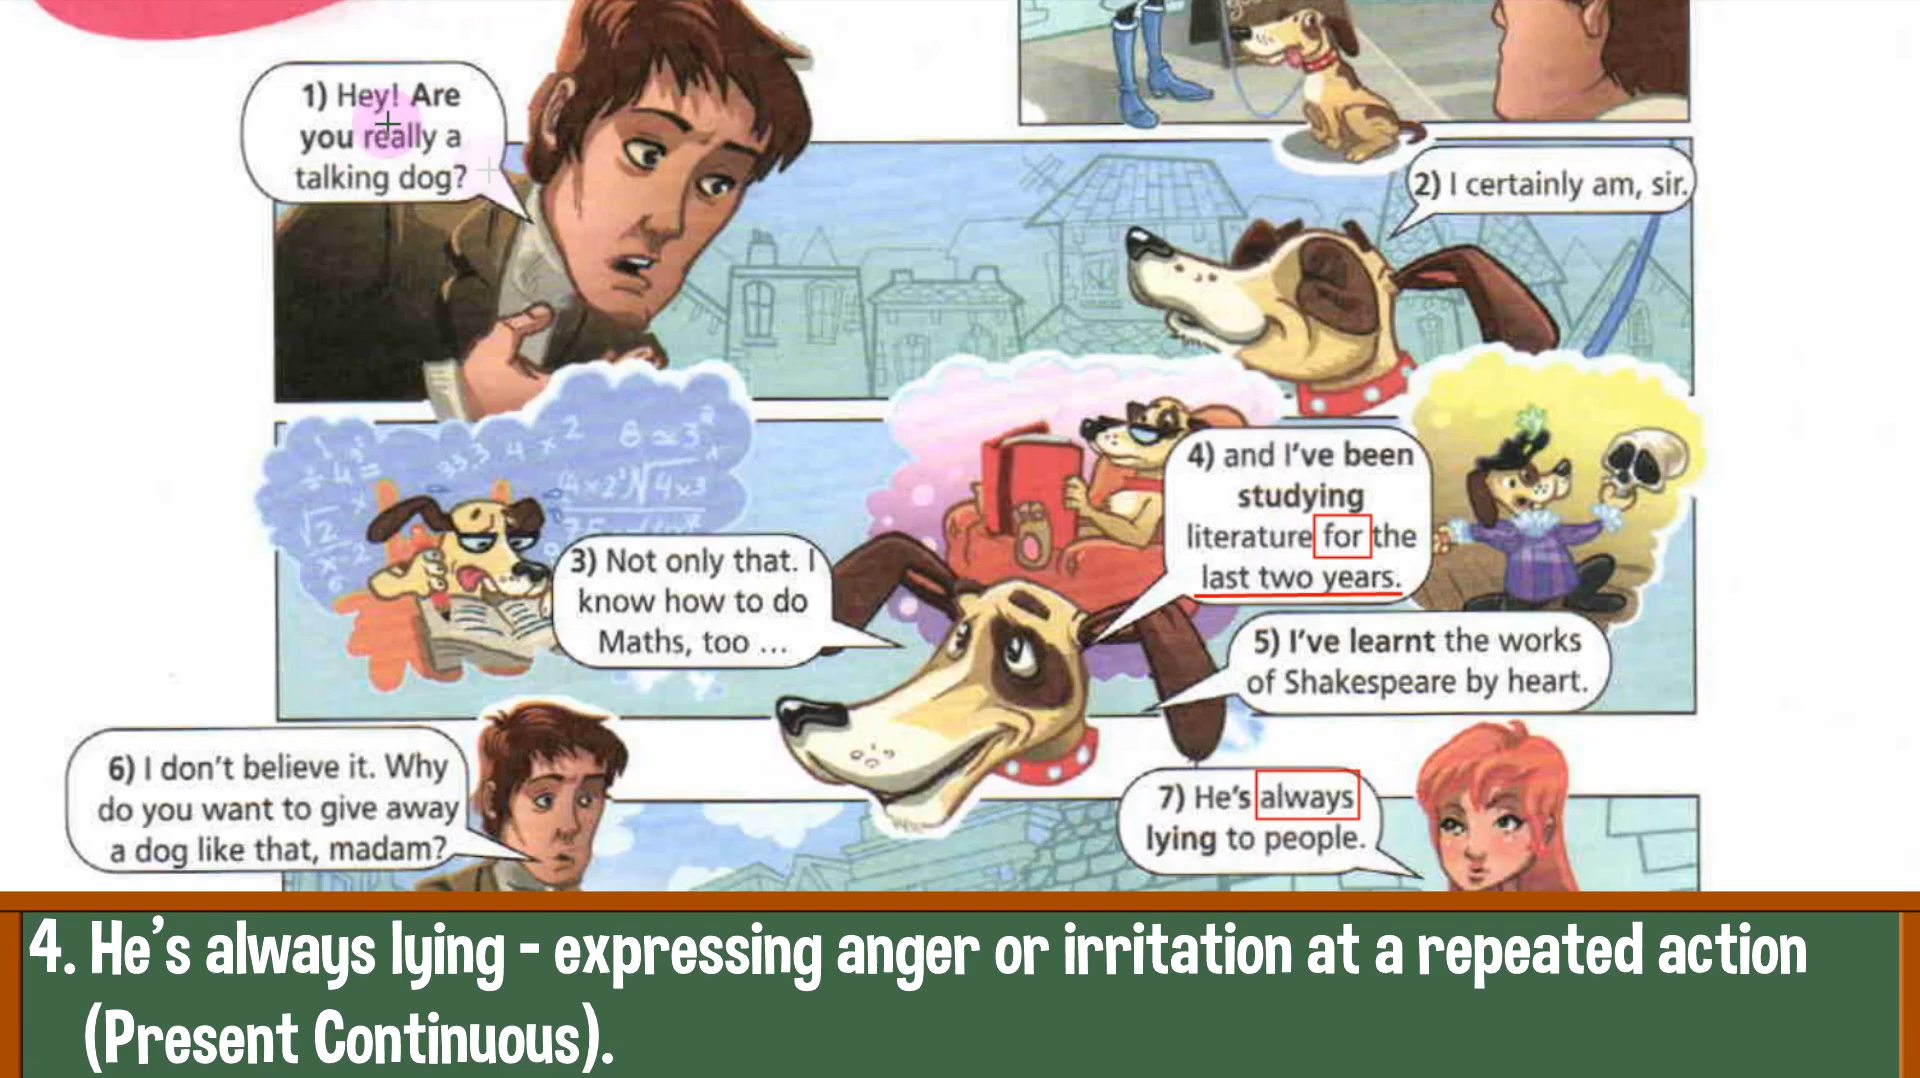 1) Hey! Are
you really a
talking dog?
2) I certainly am, sir.
3) Not only that. I
know how to do
Maths, too ...
4) and I've been
studying
literature for the
last two years.
5) I've learnt the works
of Shakespeare by heart.
6) I don't believe it. Why
do you want to give away
a dog like that, madam?
7) He's always
lying to people.
4. He's always lying - expressing anger or irritation at a repeated action
(Present Continuous).